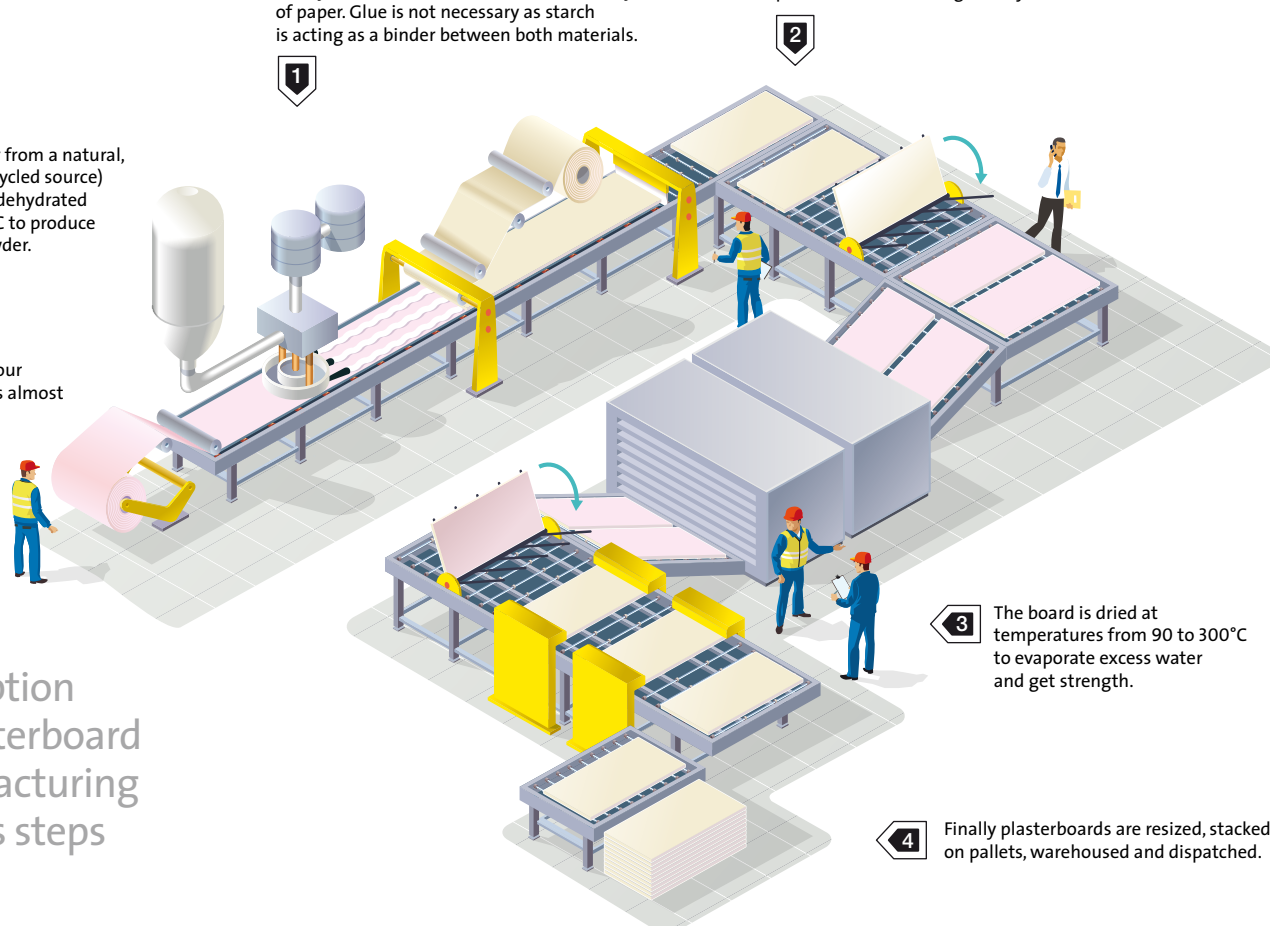 of paper. Glue is not necessary as starch
is acting as a binder between both materials.
1
2
from a natural,
ycled source)
dehydrated
C to produce
wder.
our
s almost
3
The board is dried at
temperatures from 90 to 300°C
to evaporate excess water
and get strength.
ption
terboard
acturing
s steps
4
Finally plasterboards are resized, stacked
on pallets, warehoused and dispatched.